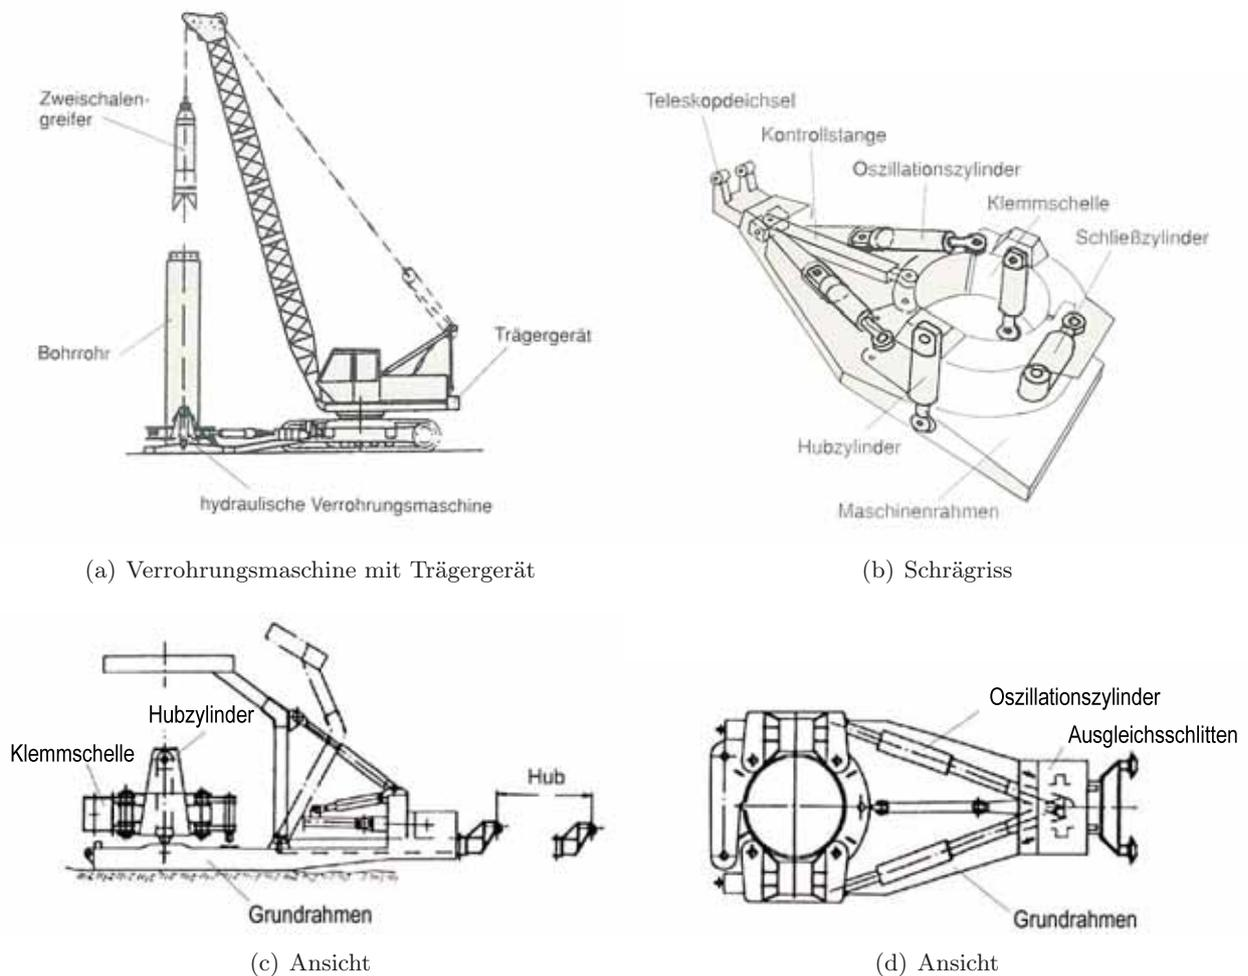 Zweischalen-
greifer
Bohrrohr
Trägergerät
hydraulische Verrohrungsmaschine
(a) Verrohrungsmaschine mit Trägergerät
Teleskopdeichsel
Kontrollstange
Oszillationszylinder
Klemmschelle
Schließzylinder
Hubzylinder
Maschinenrahmen
(b) Schrägriss
Hubzylinder
Klemmschelle
Hub
Grundrahmen
(c) Ansicht
Oszillationszylinder
Ausgleichsschlitten
Grundrahmen
(d) Ansicht